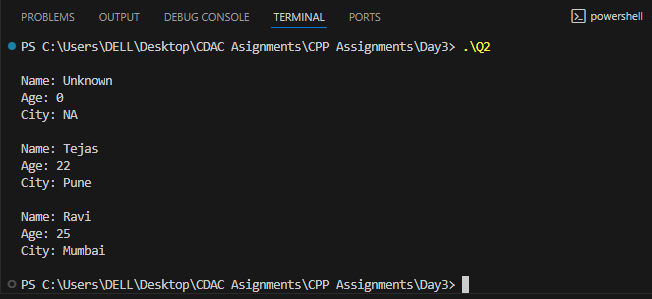 PROBLEMS OUTPUT DEBUG CONSOLE TERMINAL PORTS powershell
PS C:\Users\DELL\Desktop\CDAC Asignments\CPP Assignments\Day3> .\Q2
Name: Unknown
Age: 0
City: NA
Name: Tejas
Age: 22
City: Pune
Name: Ravi
Age: 25
City: Mumbai
PS C:\Users\DELL\Desktop\CDAC Asignments\CPP Assignments\Day3>